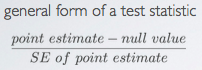 general form of a test statistic
point estimate − null value
SE of point estimate